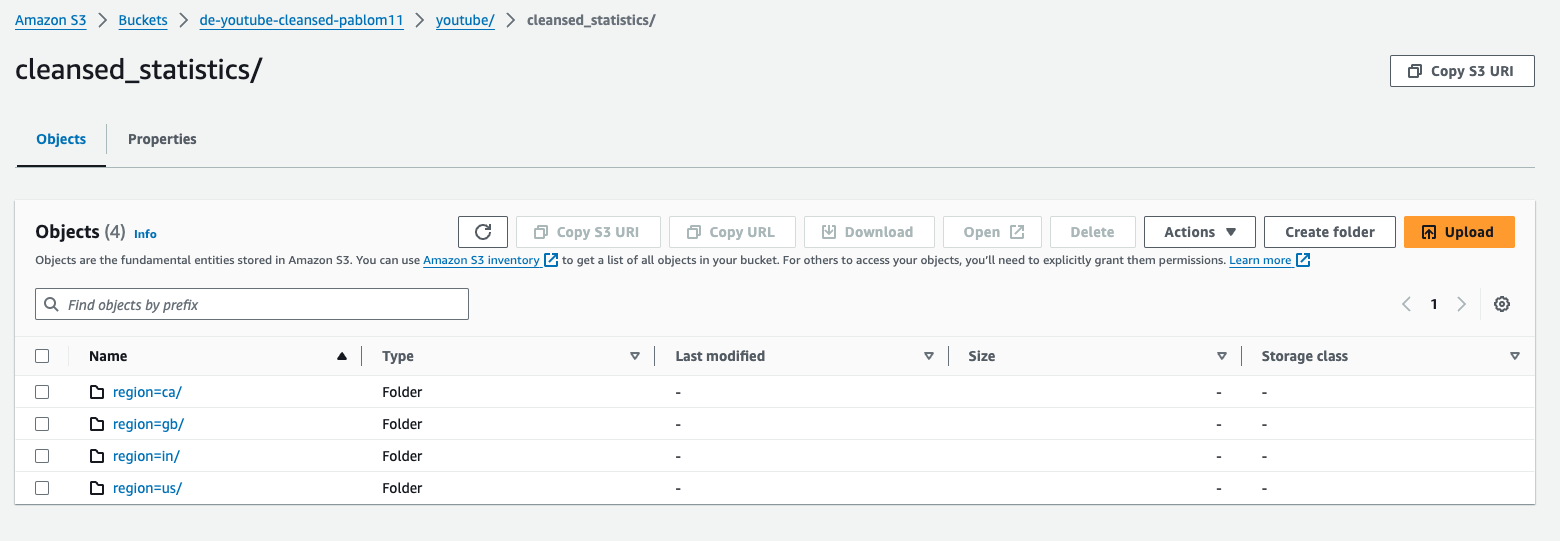 Amazon S3 > Buckets > de-youtube-cleansed-pablom11 > youtube/ > cleansed_statistics/
cleansed_statistics/
Copy S3 URI
Objects Properties
Objects (4) Info
Copy S3 URI Copy URL Download Open Delete Actions Create folder Upload
Objects are the fundamental entities stored in Amazon S3. You can use Amazon S3 inventory to get a list of all objects in your bucket. For others to access your objects, you'll need to explicitly grant them permissions. Learn more
Find objects by prefix
1
Name Type Last modified Size Storage class
region=ca/ Folder - - -
region=gb/ Folder - - -
region=in/ Folder - - -
region=us/ Folder - - -